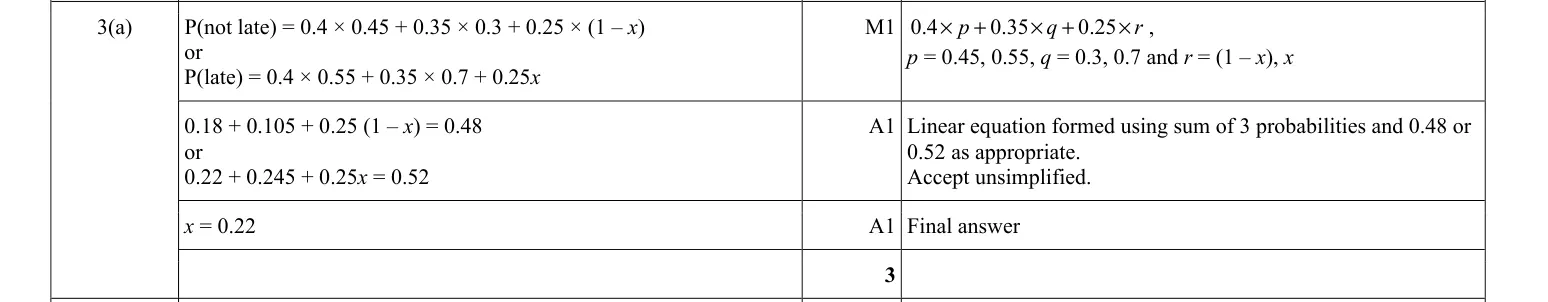 3(a)
P(not late) = 0.4 × 0.45 + 0.35 × 0.3 + 0.25 × (1 – x)
or
P(late) = 0.4 × 0.55 + 0.35 × 0.7 + 0.25x
M1
0.4× p + 0.35× q + 0.25× r ,
p = 0.45, 0.55, q = 0.3, 0.7 and r = (1 – x), x
0.18 + 0.105 + 0.25 (1 – x) = 0.48
or
0.22 + 0.245 + 0.25x = 0.52
A1
Linear equation formed using sum of 3 probabilities and 0.48 or
0.52 as appropriate.
Accept unsimplified.
x = 0.22
A1
Final answer
3